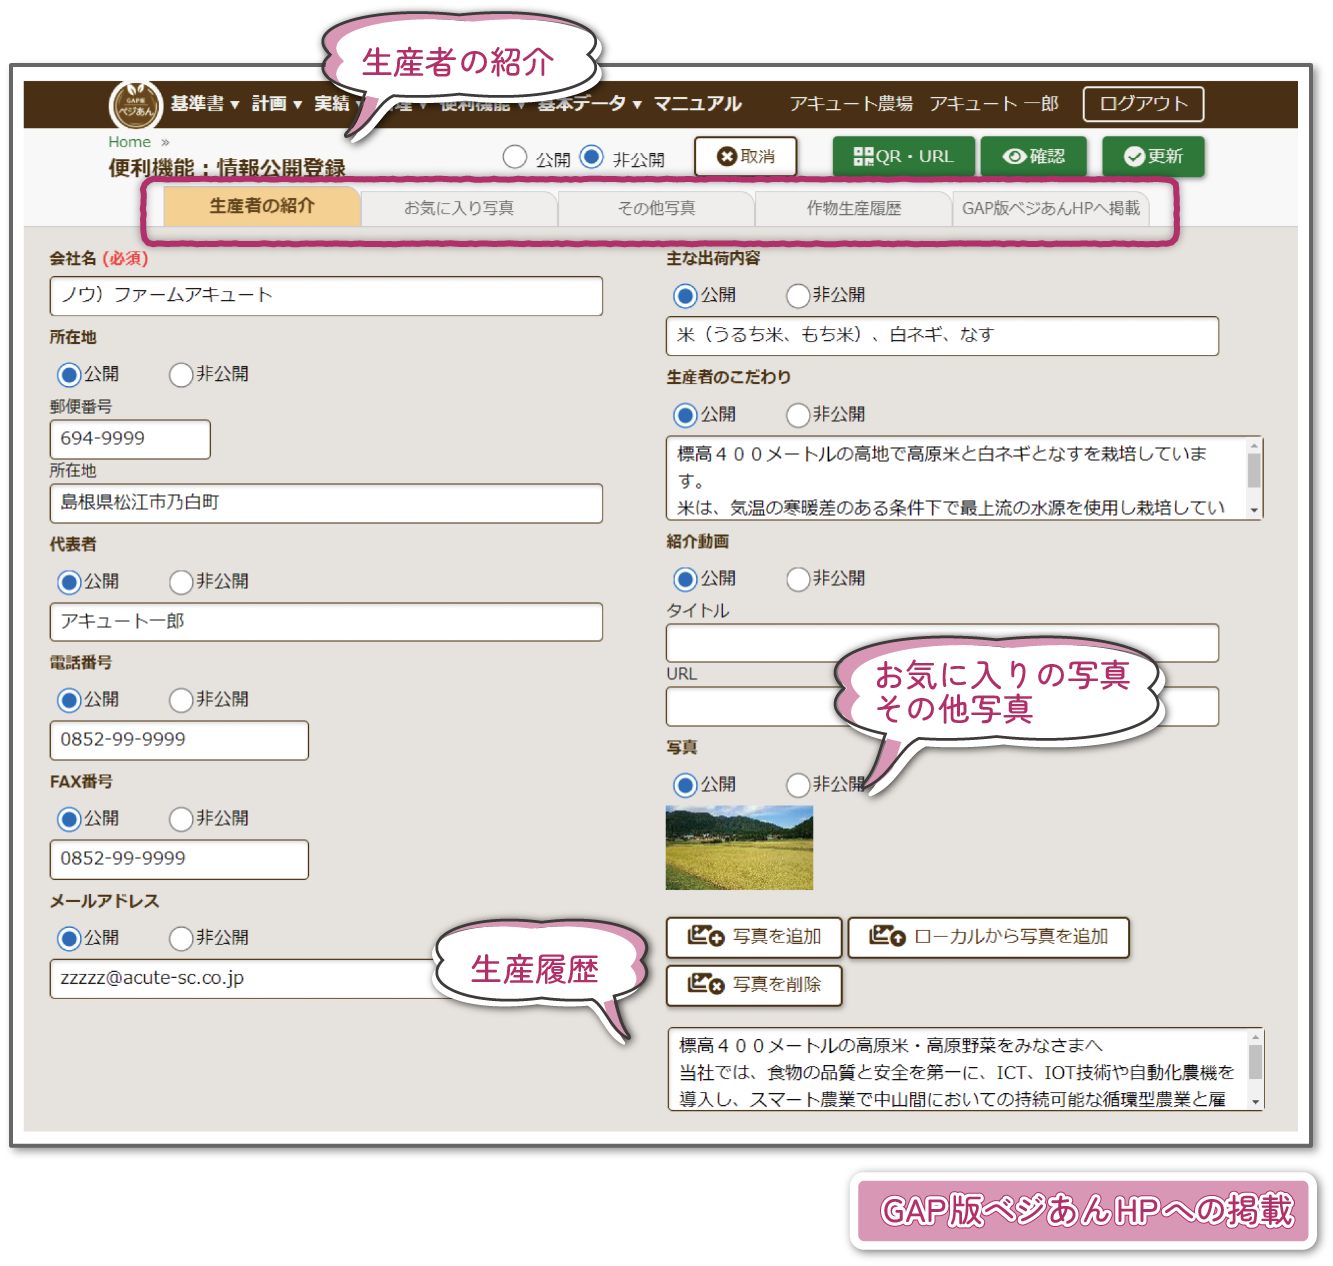 生産者の紹介
GAP版
ベジあん
基準書 ▼ 計画 ▼ 実績 ▼ 便利機能 ▼ 基本データ ▼ マニュアル アキュート農場 アキュート 一郎 ログアウト
Home »
便利機能：情報公開登録
公開 非公開 取消 QR・URL 確認 更新
生産者の紹介 お気に入り写真 その他写真 作物生産履歴 GAP版ベジあんHPへ掲載
会社名 (必須)
ノウ）ファームアキュート
所在地
公開 非公開
郵便番号
694-9999
所在地
島根県松江市乃白町
代表者
公開 非公開
アキュート一郎
電話番号
公開 非公開
0852-99-9999
FAX番号
公開 非公開
0852-99-9999
メールアドレス
公開 非公開
zzzzz@acute-sc.co.jp
主な出荷内容
公開 非公開
米（うるち米、もち米）、白ネギ、なす
生産者のこだわり
公開 非公開
標高４００メートルの高地で高原米と白ネギとなすを栽培していま
す。
米は、気温の寒暖差のある条件下で最上流の水源を使用し栽培してい
紹介動画
公開 非公開
タイトル
URL
お気に入りの写真
その他写真
写真
公開 非公開
写真を追加 ローカルから写真を追加
写真を削除
生産履歴
標高４００メートルの高原米・高原野菜をみなさまへ
当社では、食物の品質と安全を第一に、ICT、IOT技術や自動化農機を
導入し、スマート農業で中山間においての持続可能な循環型農業と雇
GAP版ベジあんHPへの掲載